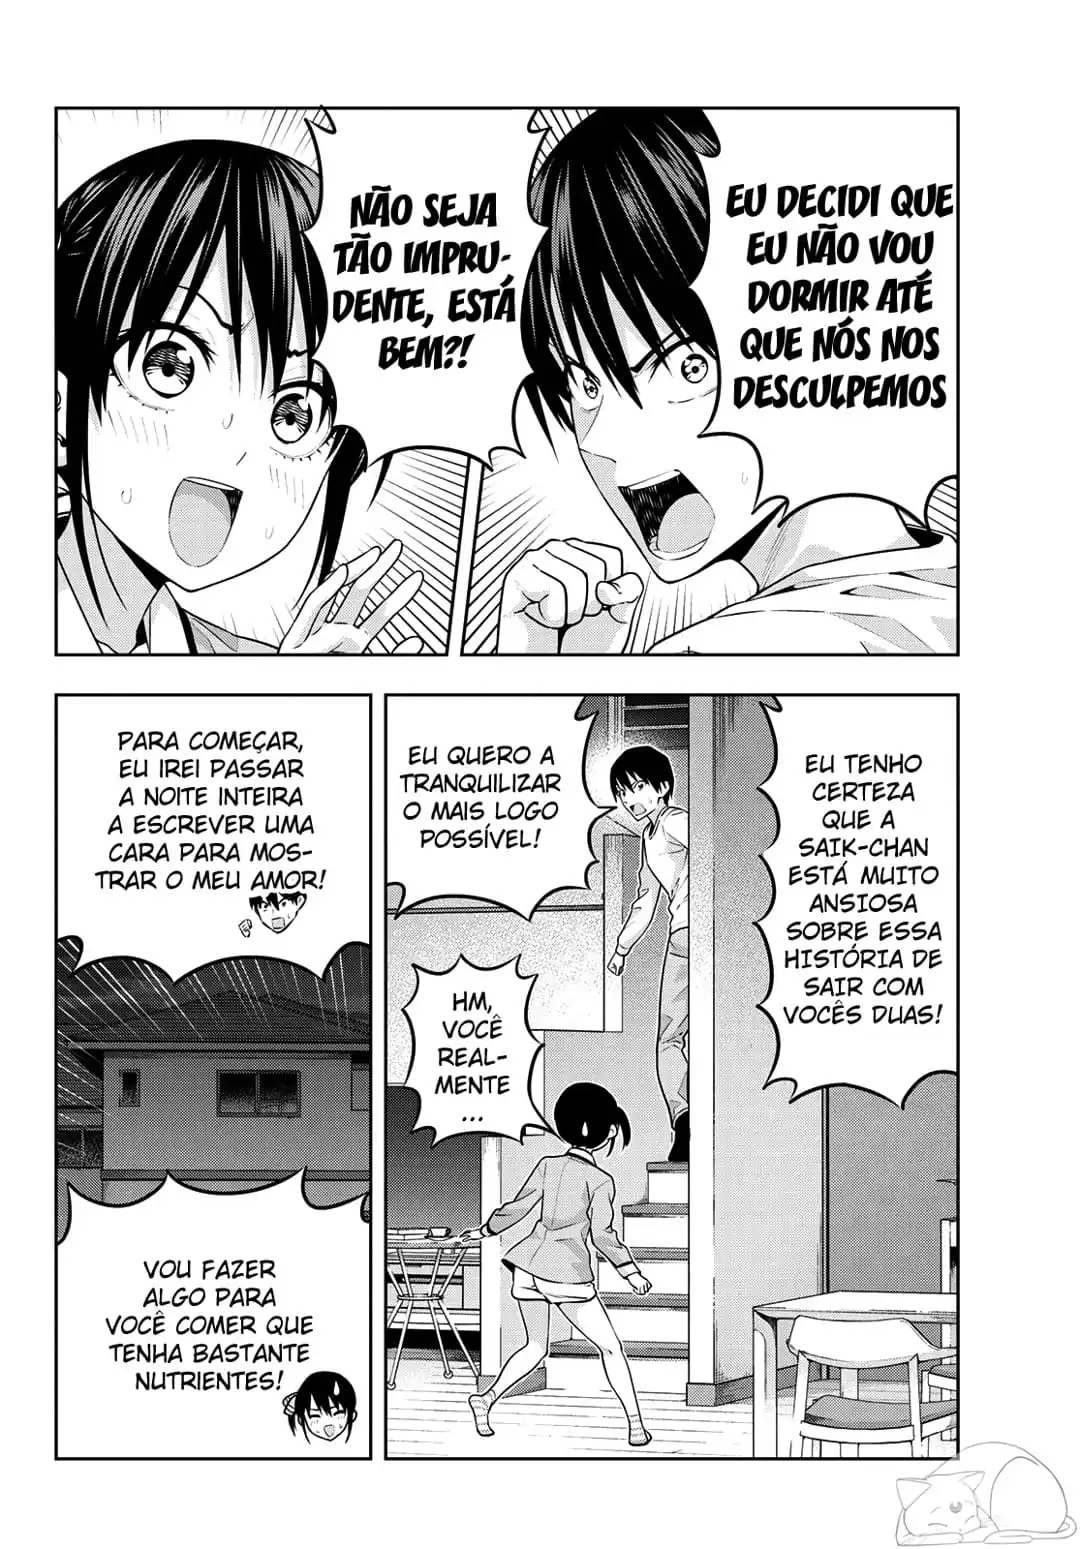 EU DECIDI QUE
EU NÃO VOU
DORMIR ATÉ
QUE NÓS NOS
DESCULPEMOS
NÃO SEJA
TÃO IMPRU-
DENTE, ESTÁ
BEM?!
EU TENHO
CERTEZA
QUE A
SAIK-CHAN
ESTÁ MUITO
ANSIOSA
SOBRE ESSA
HISTÓRIA DE
SAIR COM
VOCÊS DUAS!
EU QUERO A
TRANQUILIZAR
O MAIS LOGO
POSSÍVEL!
HM,
VOCÊ
REAL-
MENTE
...
PARA COMEÇAR,
EU IREI PASSAR
A NOITE INTEIRA
A ESCREVER UMA
CARA PARA MOS-
TRAR O MEU AMOR!
VOU FAZER
ALGO PARA
VOCÊ COMER QUE
TENHA BASTANTE
NUTRIENTES!